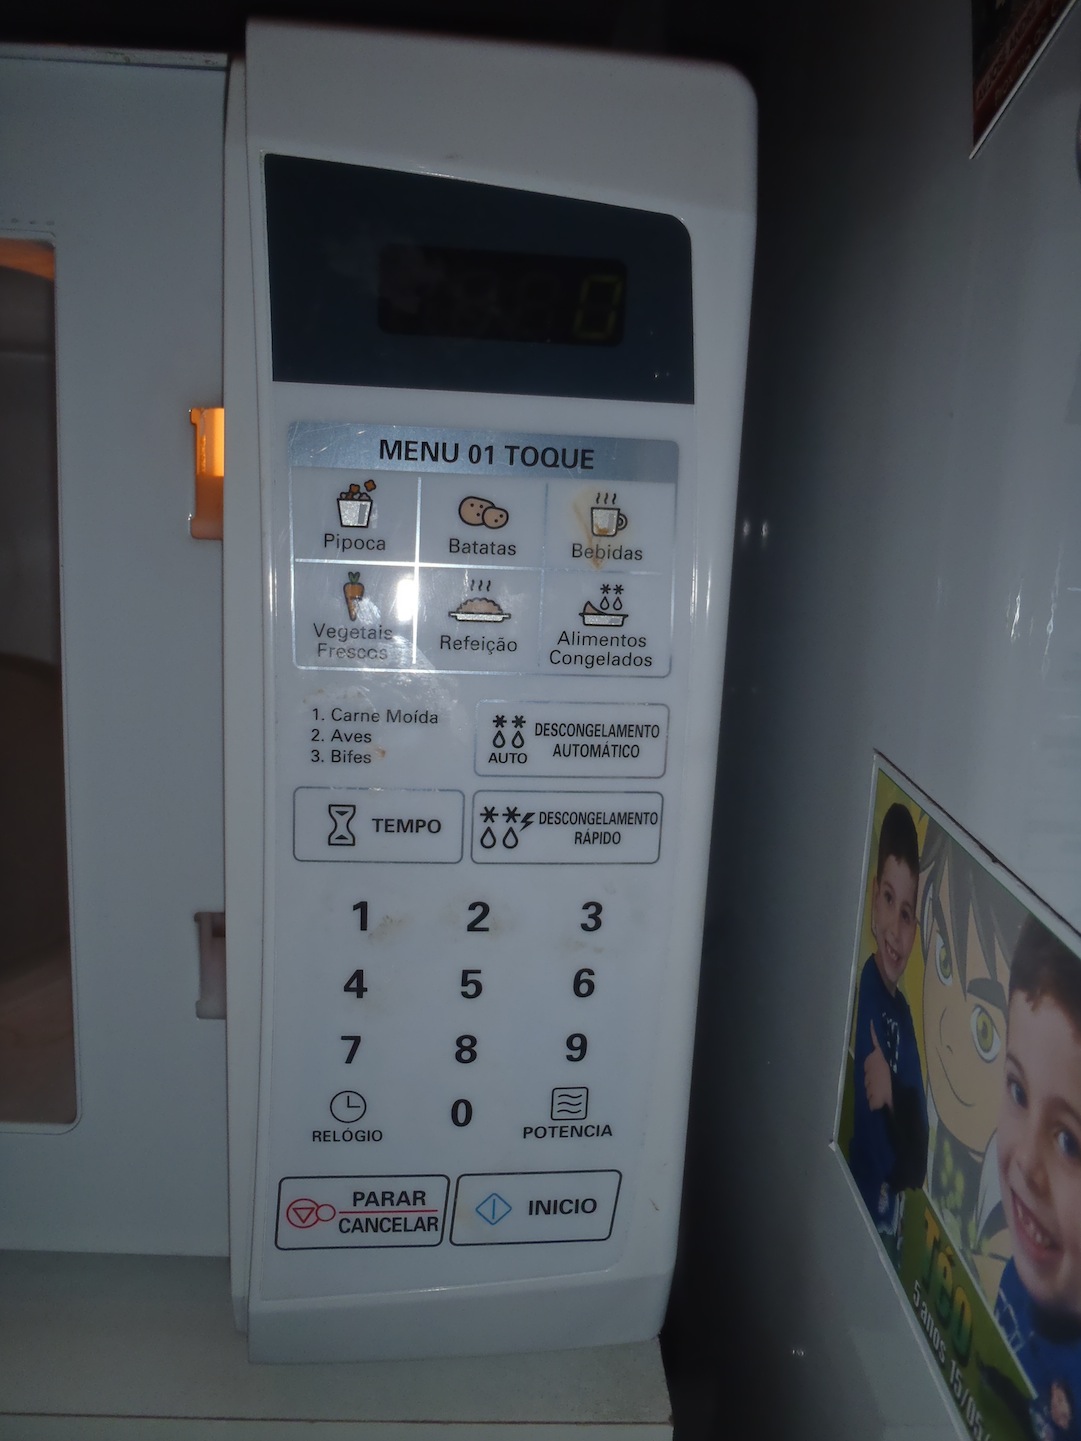 0
MENU 01 TOQUE
Pipoca
Batatas
Bebidas
Vegetais
Frescos
Refeição
Alimentos
Congelados
1. Carne Moída
2. Aves
3. Bifes
AUTO
DESCONGELAMENTO
AUTOMÁTICO
TEMPO
DESCONGELAMENTO
RÁPIDO
1 2 3
4 5 6
7 8 9
RELÓGIO
0
POTENCIA
PARAR
CANCELAR
INICIO
Téo
5 anos 15/05/